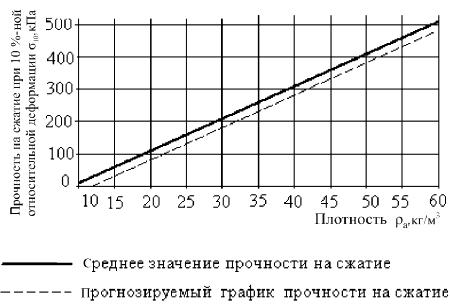 Прочность на сжатие при 10 %-ной
относительной деформации σ₁₀,кПа
500
400
300
200
100
0
10 15 20 25 30 35 40 45 50 55 60
Плотность ρa,кг/м³
Среднее значение прочности на сжатие
Прогнозируемый график прочности на сжатие